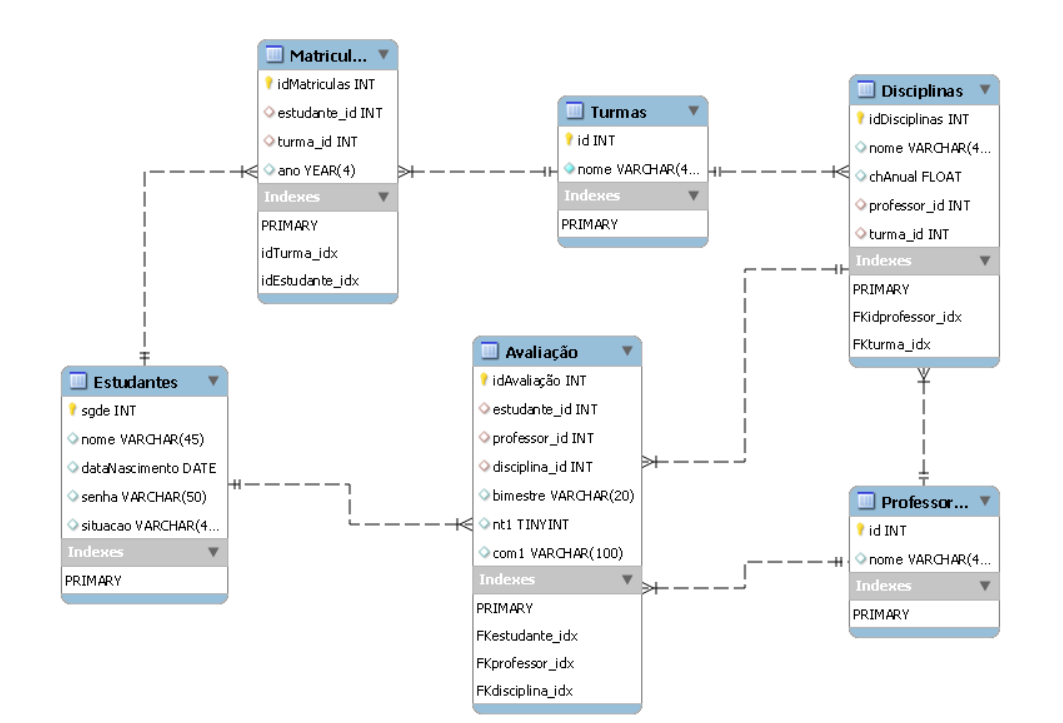 Matricul...
idMatriculas INT
estudante_id INT
turma_id INT
ano YEAR(4)
Indexes
PRIMARY
idTurma_idx
idEstudante_idx
Turmas
id INT
nome VARCHAR(4...
Indexes
PRIMARY
Disciplinas
idDisciplinas INT
nome VARCHAR(4...
chAnual FLOAT
professor_id INT
turma_id INT
Indexes
PRIMARY
FKidprofessor_idx
FKturma_idx
Estudantes
sgde INT
nome VARCHAR(45)
dataNascimento DATE
senha VARCHAR(50)
situacao VARCHAR(4...
Indexes
PRIMARY
Avaliação
idAvaliação INT
estudante_id INT
professor_id INT
disciplina_id INT
bimestre VARCHAR(20)
nt1 TINYINT
com1 VARCHAR(100)
Indexes
PRIMARY
FKestudante_idx
FKprofessor_idx
FKdisciplina_idx
Professor...
id INT
nome VARCHAR(4...
Indexes
PRIMARY